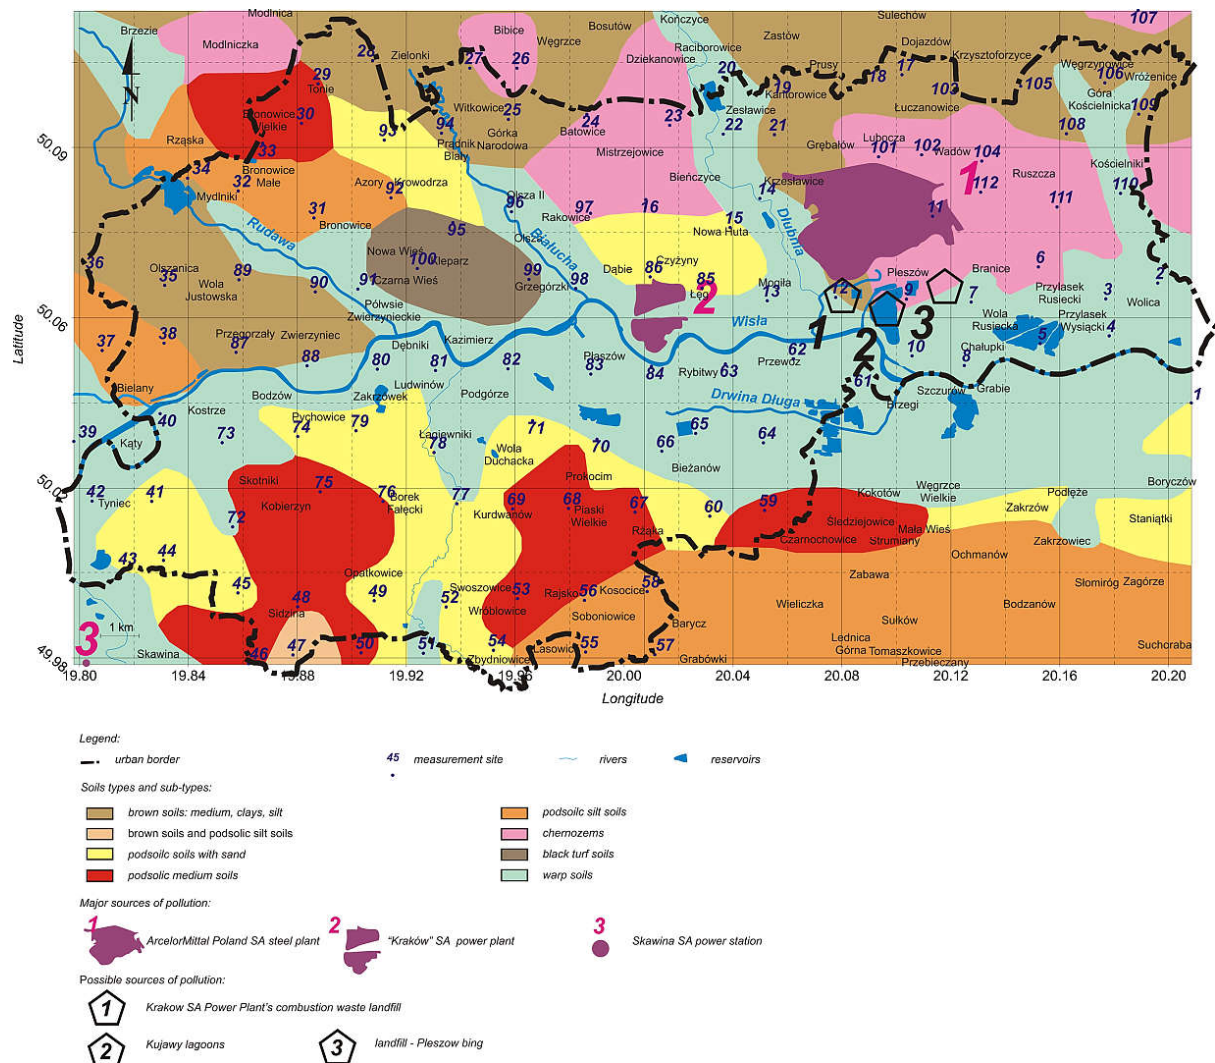 Modlnica
Kończyce
Sulechów
107
Brzezie
Modlniczka
28
Zielonki
Bibice
Węgrzce
Bosutów
Dziekanowice
Raciborowice
Zastów
Dojazdów
Krzysztoforzyce
N
29
Tonie
27
26
20
Prusy
18
17
103
105
Węgrzynowice
106
Wróżenice
19
Kantorowice
Góra
Kościelnicka
Bronowice
Wielkie
30
Witkowice
25
24
23
Zesławice
22
21
Łuczanowice
109
94
93
Górka
Narodowa
Batowice
108
50.09
Rząska
33
Prądnik
Biały
Mistrzejowice
Grębałów
Lubocza
101
102
Wadów
104
Kościelniki
34
32
Bronowice
Małe
Azory
92
Krowodrza
Bieńczyce
Krzesławice
14
1
112
Ruszcza
111
110
Mydlniki
31
Bronowice
Olsza II
96
Rakowice
97
16
15
Nowa Huta
Dłubnia
11
Rudawa
95
Białucha
Olsza
36
Olszanica
35
Wola
Justowska
89
90
91
Nowa Wieś
100
Kleparz
Czarna Wieś
99
Grzegórzki
98
Dąbie
86
Czyżyny
85
2
Łęg
Mogiła
13
12
Pleszów
9
7
Branice
6
Przylasek
Rusiecki
3
2
Wolica
50.06
Latitude
Półwsie
Zwierzynieckie
Wisła
1
2
3
Wola
Rusiecka
Przylasek
Wysiącki
4
5
37
38
Przegorzały
87
Zwierzyniec
88
Dębniki
80
Kazimierz
81
82
Płaszów
83
84
Rybitwy
63
62
Przewóz
10
Chałupki
8
Bielany
Ludwinów
61
Szczurów
Grabie
1
Kostrze
Bodzów
Zakrzówek
Podgórze
Drwina Długa
Brzegi
40
39
Kąty
73
Pychowice
74
79
Łagiewniki
78
71
Wola
Duchacka
70
65
66
64
Bieżanów
50.02
42
Tyniec
41
Skotniki
75
Kobierzyn
76
Borek
Fałęcki
77
69
Kurdwanów
Prokocim
68
Piaski
Wielkie
67
Rżąka
60
59
Kokotów
Węgrzce
Wielkie
Podłęże
Boryczów
72
Śledziejowice
Mała Wieś
Zakrzów
Staniątki
43
44
Czarnochowice
Strumiany
Zakrzowiec
Ochmanów
45
Opatkowice
49
Swoszowice
52
53
Rajsko
56
Kosocice
58
Zabawa
Słomiróg
Zagórze
48
Sidzina
Wróblowice
Soboniowice
Wieliczka
Bodzanów
Barycz
Sułków
1 km
3
Skawina
46
47
50
51
54
Zbydniowice
Lasowice
55
57
Grabówki
Lednica
Górna
Tomaszkowice
Przebieczany
Suchoraba
49.98
19.80
19.84
19.88
19.92
19.96
20.00
20.04
20.08
20.12
20.16
20.20
Longitude
Legend:
urban border
45
measurement site
rivers
reservoirs
Soils types and sub-types:
brown soils: medium, clays, silt
podsoilc silt soils
brown soils and podsolic silt soils
chernozems
podsoilc soils with sand
black turf soils
podsolic medium soils
warp soils
Major sources of pollution:
1
ArcelorMittal Poland SA steel plant
2
"Kraków" SA power plant
3
Skawina SA power station
Possible sources of pollution:
1
Krakow SA Power Plant's combustion waste landfill
2
Kujawy lagoons
3
landfill - Pleszow bing